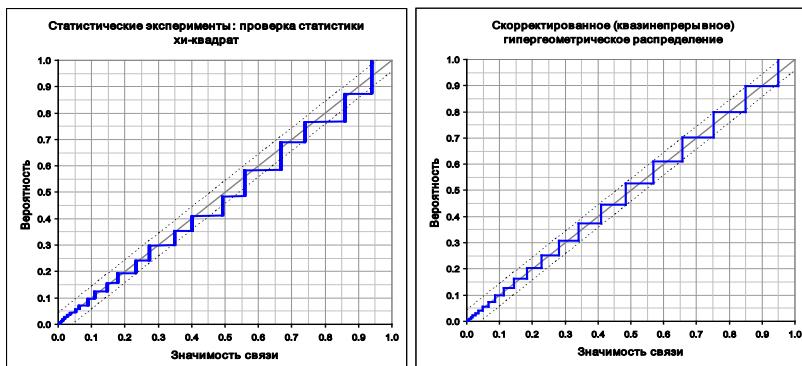 Статистические эксперименты: проверка статистики
хи-квадрат
1.0
0.9
0.8
0.7
0.6
0.5
0.4
0.3
0.2
0.1
0.0
Вероятность
0.0 0.1 0.2 0.3 0.4 0.5 0.6 0.7 0.8 0.9 1.0
Значимость связи
Скорректированное (квазинепрерывное)
гипергеометрическое распределение
1.0
0.9
0.8
0.7
0.6
0.5
0.4
0.3
0.2
0.1
0.0
Вероятность
0.0 0.1 0.2 0.3 0.4 0.5 0.6 0.7 0.8 0.9 1.0
Значимость связи